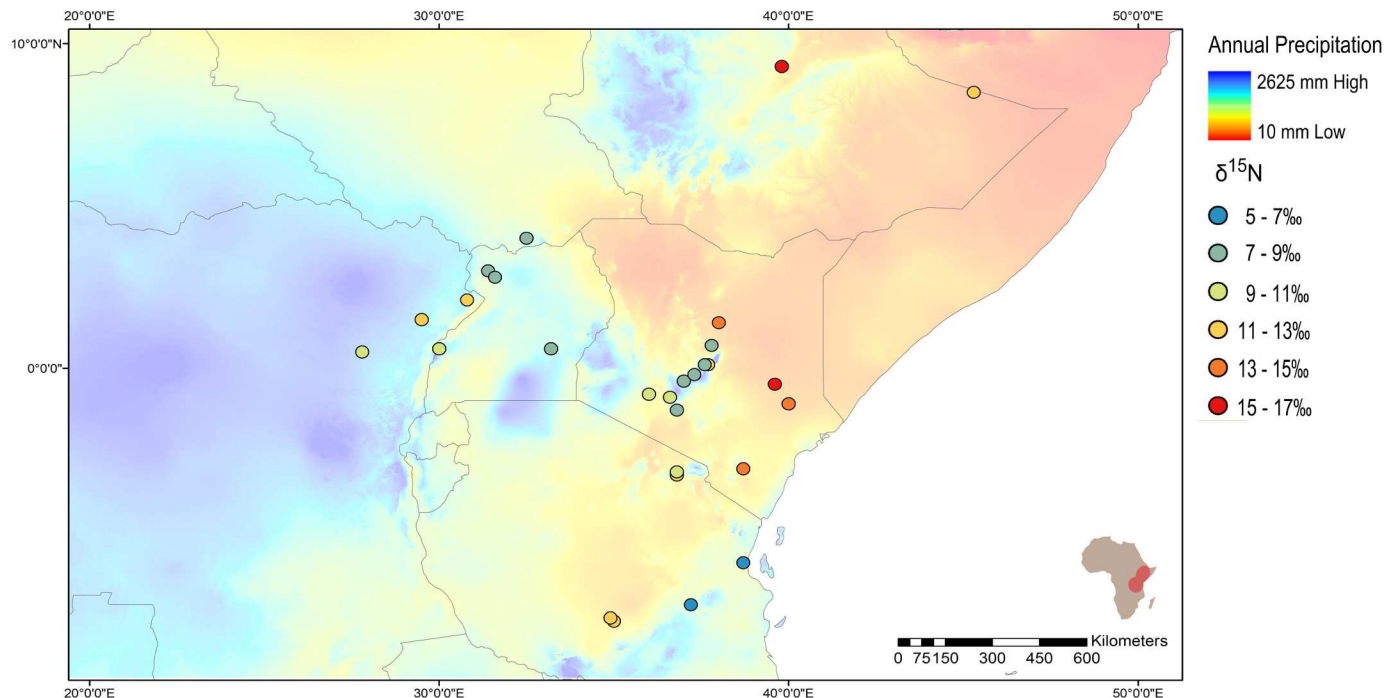 20°0'0"E 30°0'0"E 40°0'0"E 50°0'0"E
10°0'0"N
0°0'0"
Annual Precipitation
2625 mm High
10 mm Low
δ15N
5 - 7‰
7 - 9‰
9 - 11‰
11 - 13‰
13 - 15‰
15 - 17‰
Kilometers
0 75 150 300 450 600
20°0'0"E 30°0'0"E 40°0'0"E 50°0'0"E